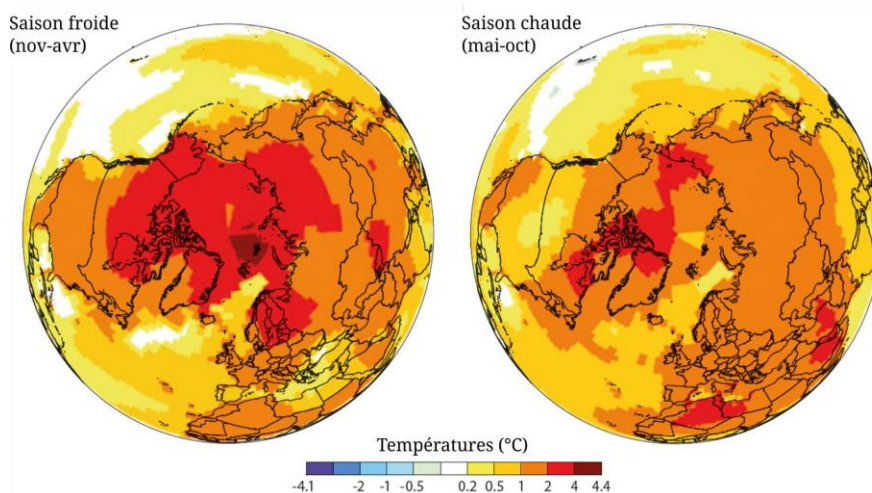 Saison froide
(nov-avr)
Saison chaude
(mai-oct)
Températures (°C)
-4.1 -2 -1 -0.5 0.2 0.5 1 2 4 4.4